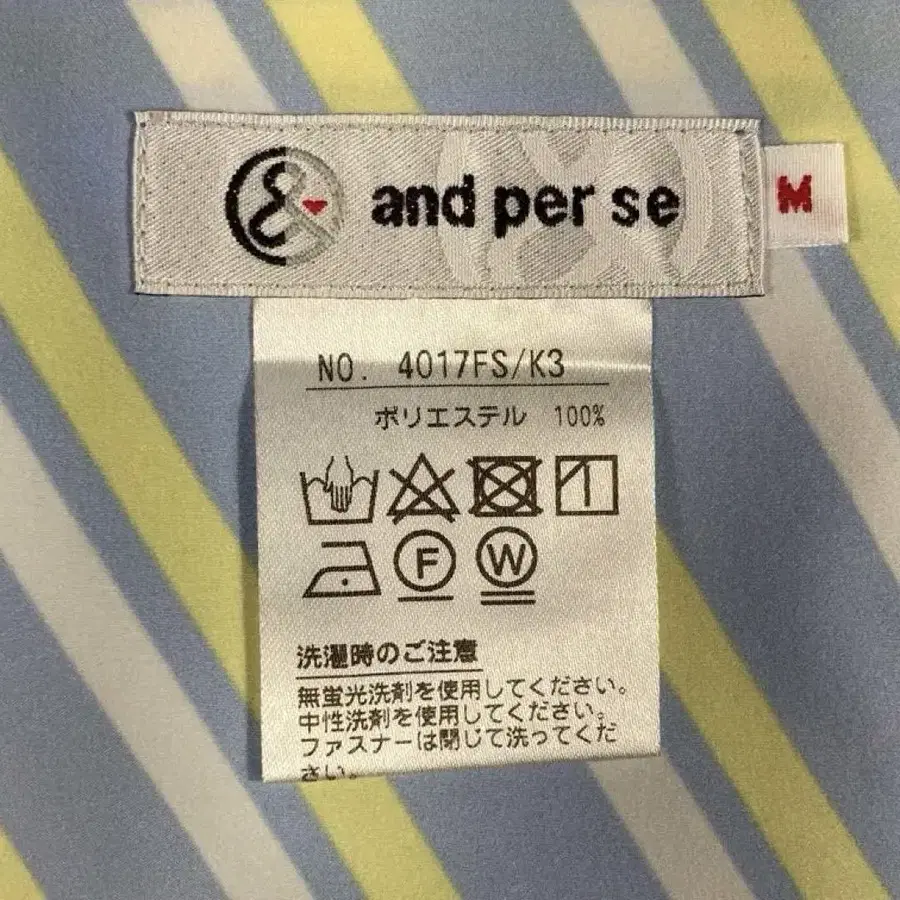 & and per se
M
NO. 4017FS/K3
ポリエステル 100%
F W
洗濯時のご注意
無蛍光洗剤を使用してください。
中性洗剤を使用してください。
ファスナーは閉じて洗ってくだ
さい。